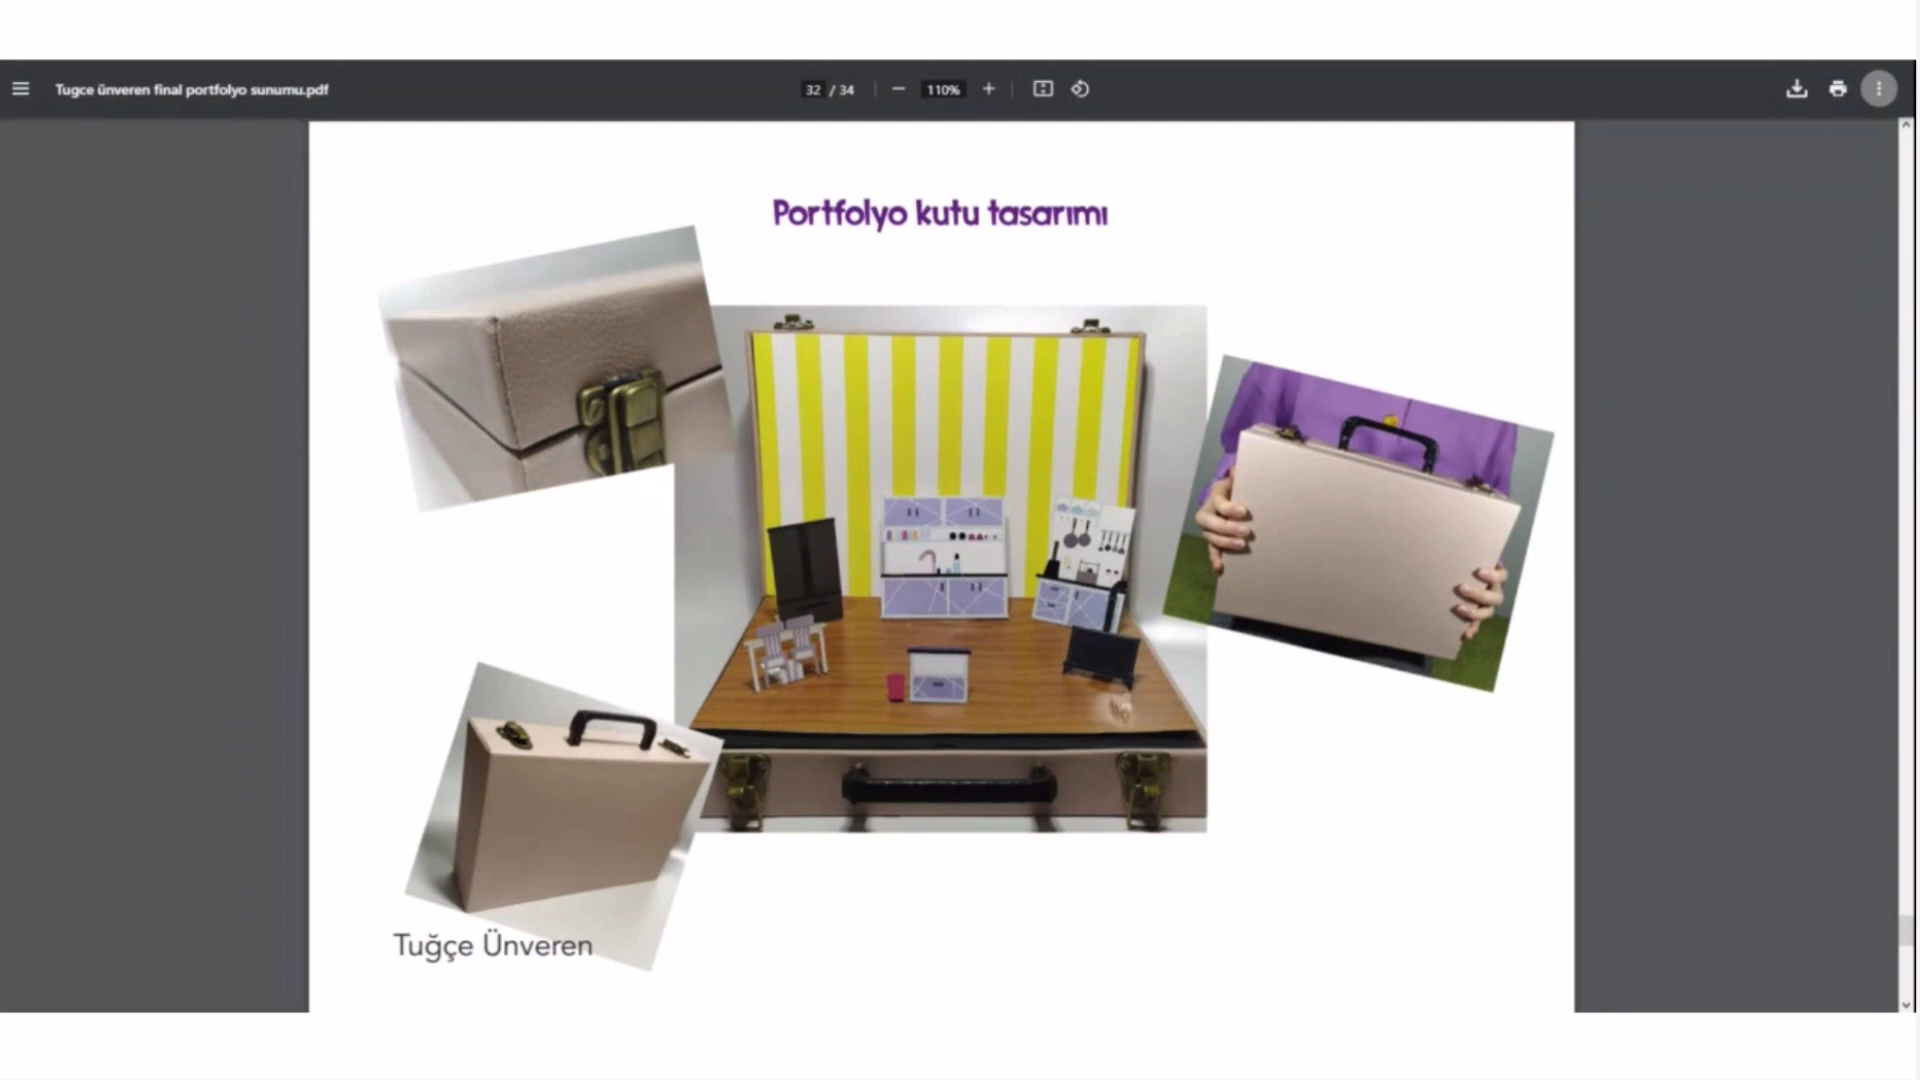 Tugce ünveren final portfolyo sunumu.pdf
32 / 34
110%
Portfolyo kutu tasarımı
Tuğçe Ünveren